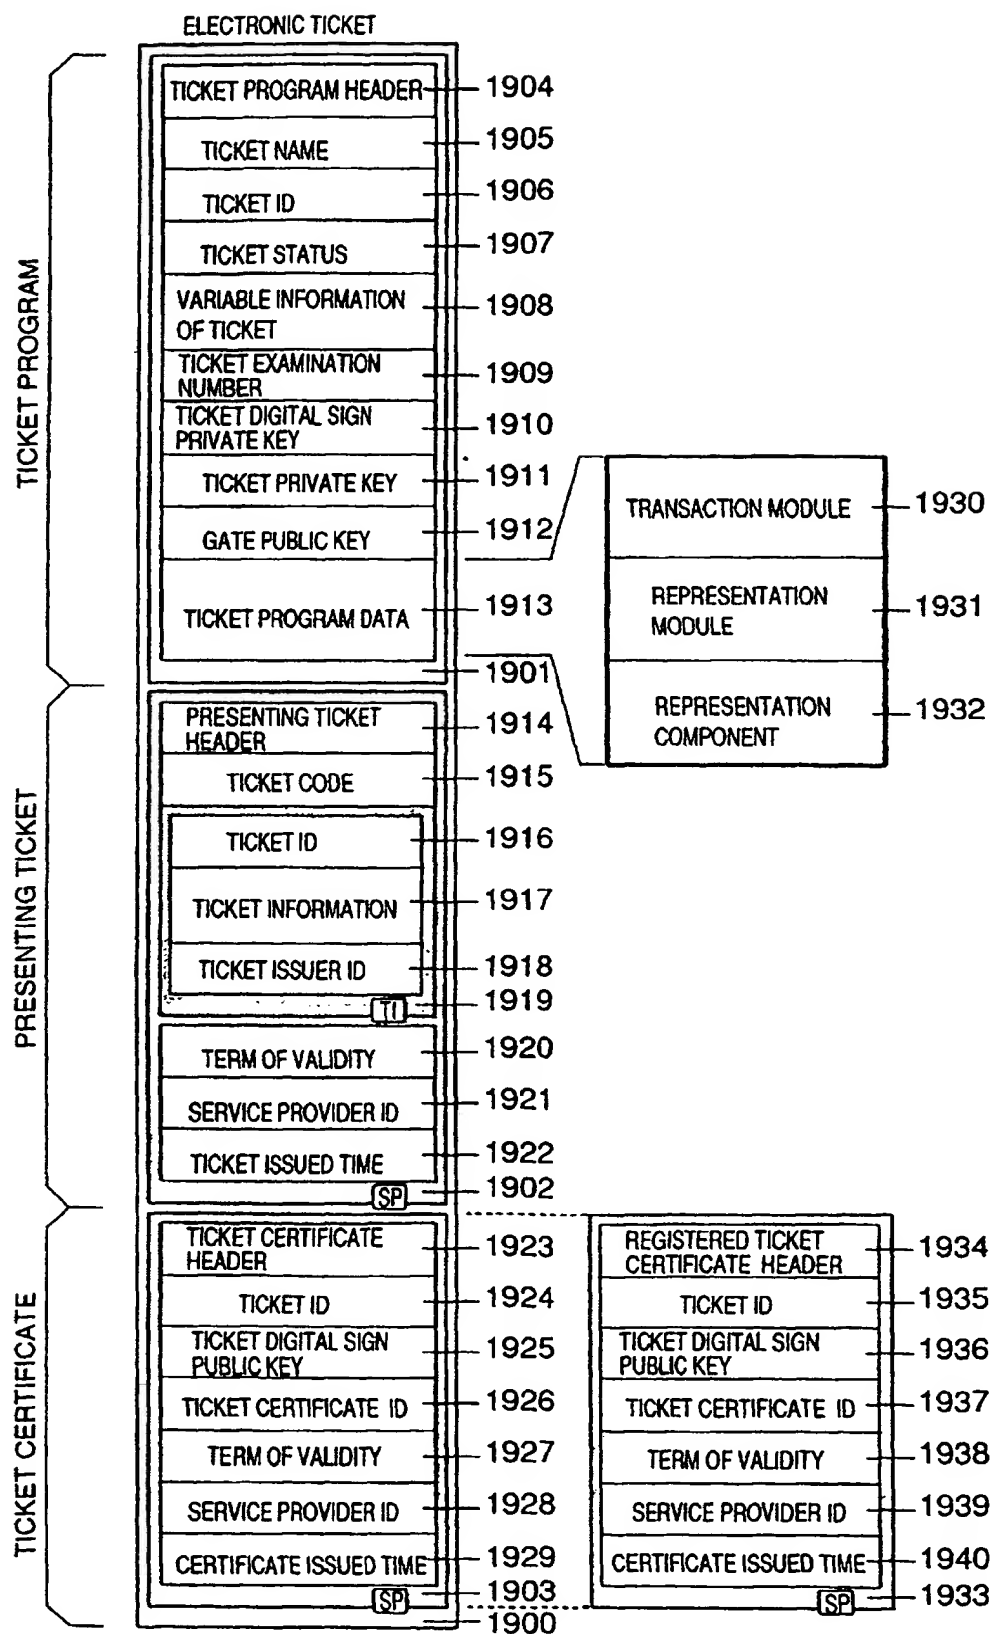 ELECTRONIC TICKET
TICKET PROGRAM
TICKET PROGRAM HEADER 1904
TICKET NAME 1905
TICKET ID 1906
TICKET STATUS 1907
VARIABLE INFORMATION
OF TICKET 1908
TICKET EXAMINATION
NUMBER 1909
TICKET DIGITAL SIGN
PRIVATE KEY 1910
TICKET PRIVATE KEY 1911
GATE PUBLIC KEY 1912
TICKET PROGRAM DATA 1913
1901
TRANSACTION MODULE 1930
REPRESENTATION
MODULE 1931
REPRESENTATION
COMPONENT 1932
PRESENTING TICKET
PRESENTING TICKET
HEADER 1914
TICKET CODE 1915
TICKET ID 1916
TICKET INFORMATION 1917
TICKET ISSUER ID 1918
TI 1919
TERM OF VALIDITY 1920
SERVICE PROVIDER ID 1921
TICKET ISSUED TIME 1922
SP 1902
TICKET CERTIFICATE
TICKET CERTIFICATE
HEADER 1923
TICKET ID 1924
TICKET DIGITAL SIGN
PUBLIC KEY 1925
TICKET CERTIFICATE ID 1926
TERM OF VALIDITY 1927
SERVICE PROVIDER ID 1928
CERTIFICATE ISSUED TIME 1929
SP 1903
1900
REGISTERED TICKET
CERTIFICATE HEADER 1934
TICKET ID 1935
TICKET DIGITAL SIGN
PUBLIC KEY 1936
TICKET CERTIFICATE ID 1937
TERM OF VALIDITY 1938
SERVICE PROVIDER ID 1939
CERTIFICATE ISSUED TIME 1940
SP 1933